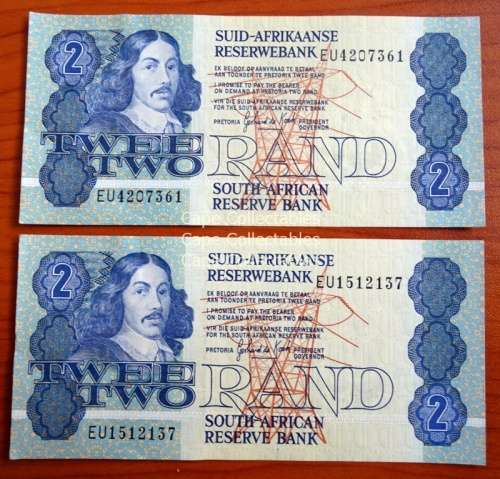 2
SUID-AFRIKAANSE
RESERWEBANK EU4207361
EK BELOOF OP AANVRAAG TE BETAAL
AAN TOONDER TE PRETORIA TWEE RAND
I PROMISE TO PAY THE BEARER
ON DEMAND AT PRETORIA TWO RAND
VIR DIE SUID-AFRIKAANSE RESERWEBANK
FOR THE SOUTH AFRICAN RESERVE BANK
PRETORIA PRESIDENT
GOVERNOR
TWEE
TWO RAND
2
EU4207361
SOUTH AFRICAN
RESERVE BANK
Cape Collectables
Cape Collectables
2
SUID-AFRIKAANSE
RESERWEBANK EU1512137
EK BELOOF OP AANVRAAG TE BETAAL
AAN TOONDER TE PRETORIA TWEE RAND
I PROMISE TO PAY THE BEARER
ON DEMAND AT PRETORIA TWO RAND
VIR DIE SUID-AFRIKAANSE RESERWEBANK
FOR THE SOUTH AFRICAN RESERVE BANK
PRETORIA PRESIDENT
GOVERNOR
TWEE
TWO RAND
2
EU1512137
SOUTH AFRICAN
RESERVE BANK